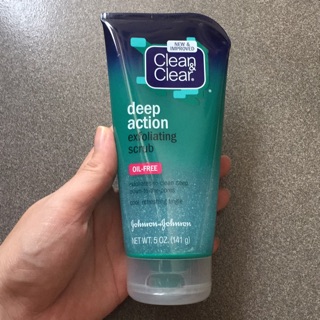 NEW &
IMPROVED
Clean &
Clear®
deep
action
exfoliating
scrub
OIL-FREE
Johnson & Johnson
NET WT. 5 OZ. (141 g)